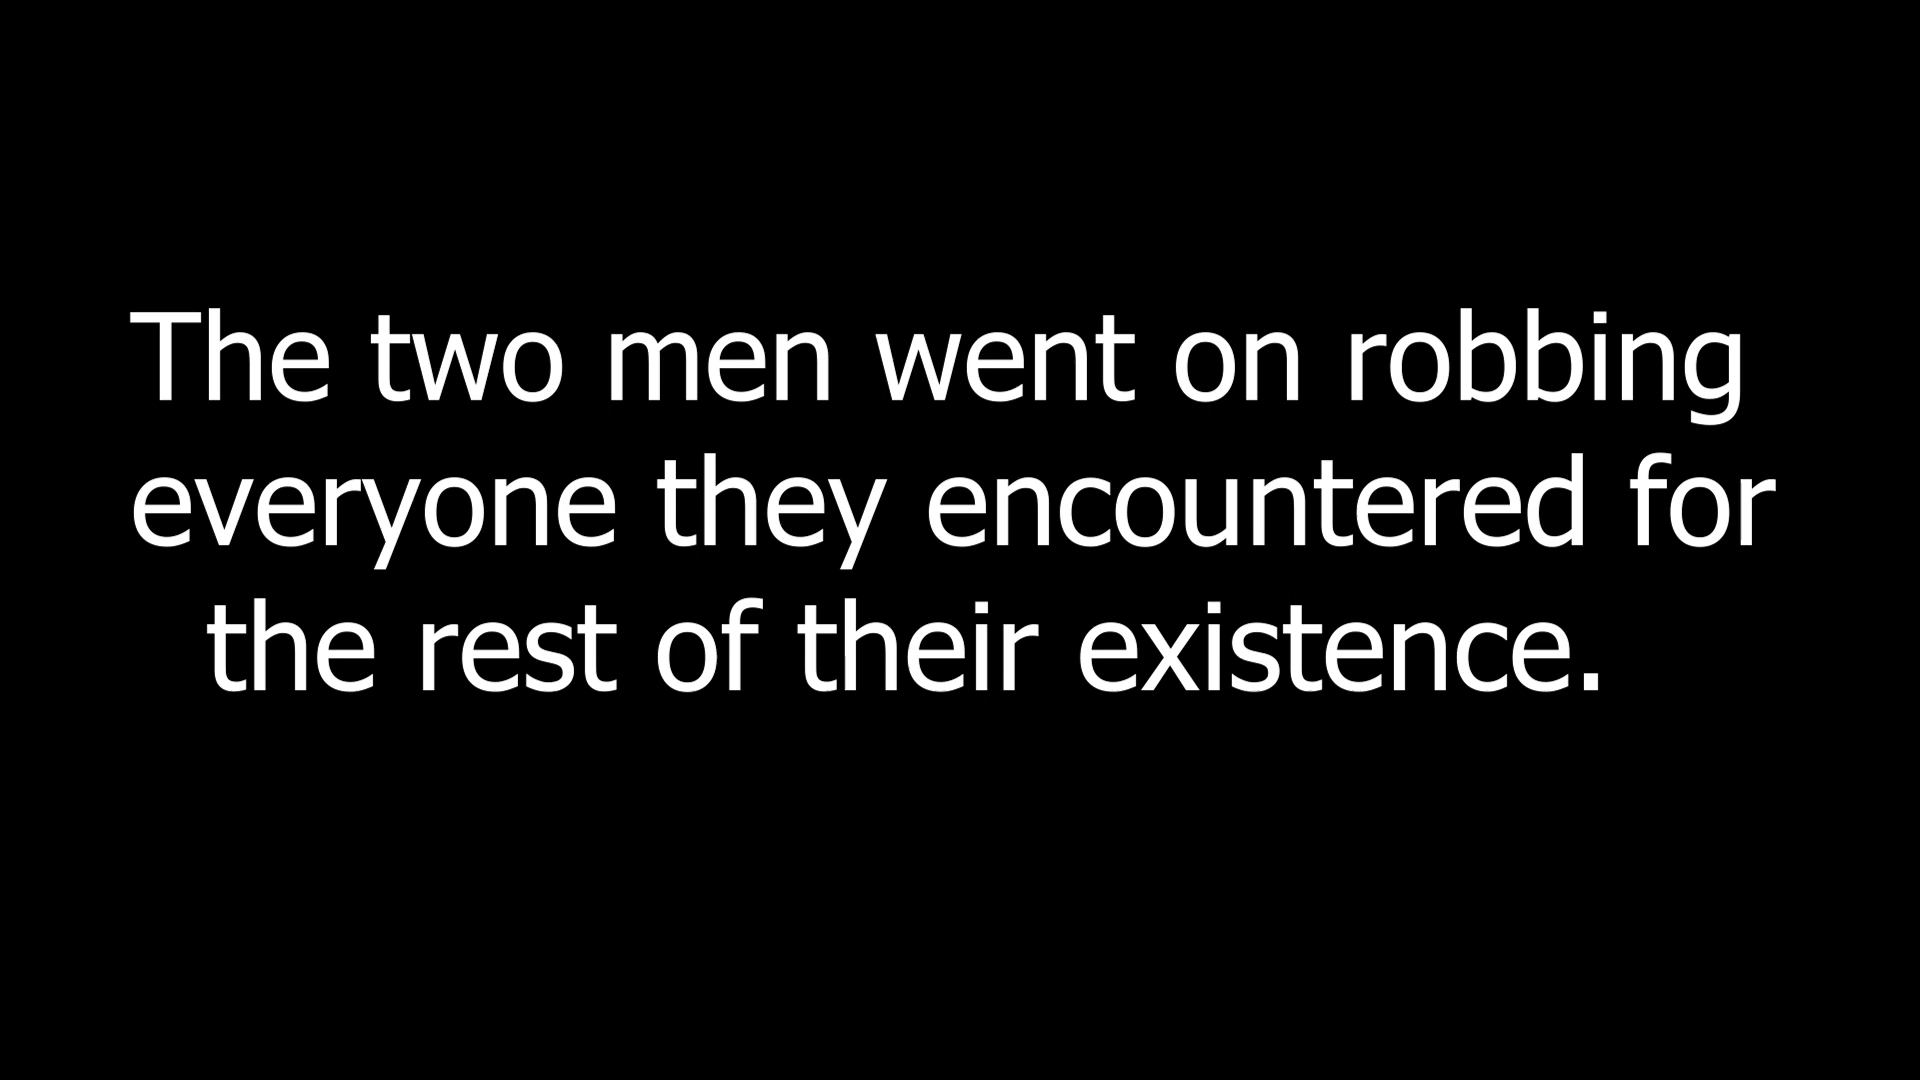 The two men went on robbing
everyone they encountered for
the rest of their existence.